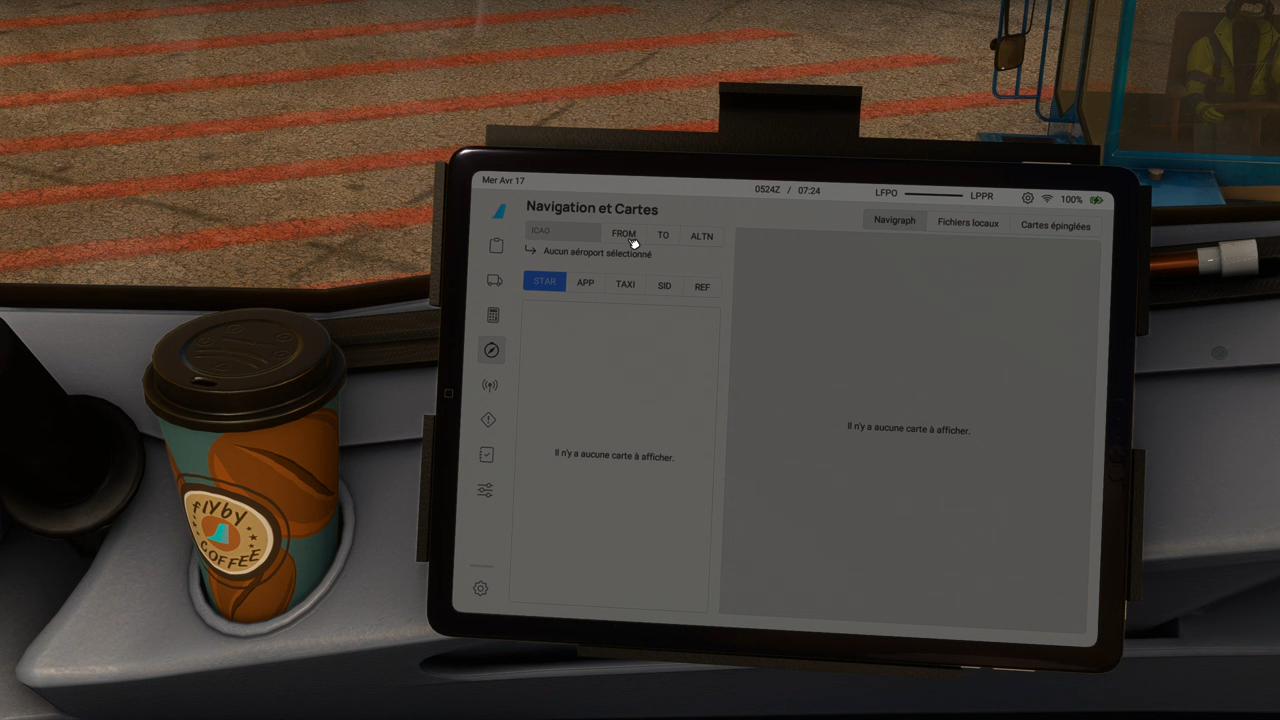 Mer Avr 17
0524Z / 07:24
LFPO LFPR
100%
Navigation et Cartes
Navigraph
Fichiers locaux
Cartes épinglées
ICAO
FROM
TO
ALTN
Aucun aéroport sélectionné
STAR
APP
TAXI
SID
REF
Il n'y a aucune carte à afficher.
Il n'y a aucune carte à afficher.
flyby
COFFEE